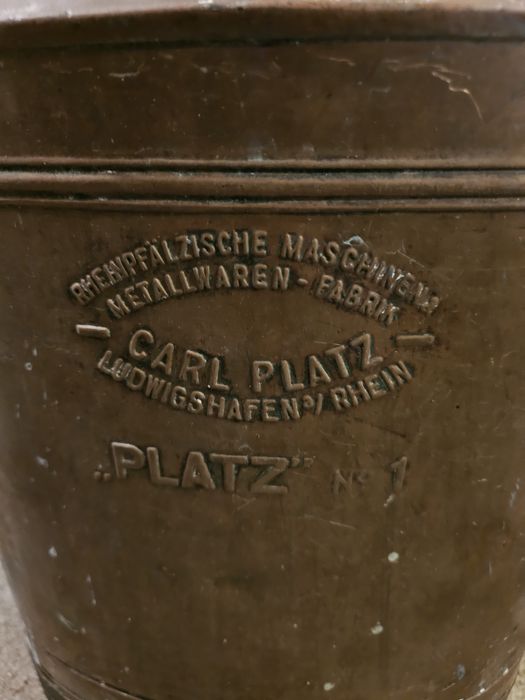 RHEINPFÄLZISCHE MASCHINEN &
METALLWAREN - FABRIK
CARL PLATZ
LUDWIGSHAFEN a/ RHEIN
„PLATZ" No 1